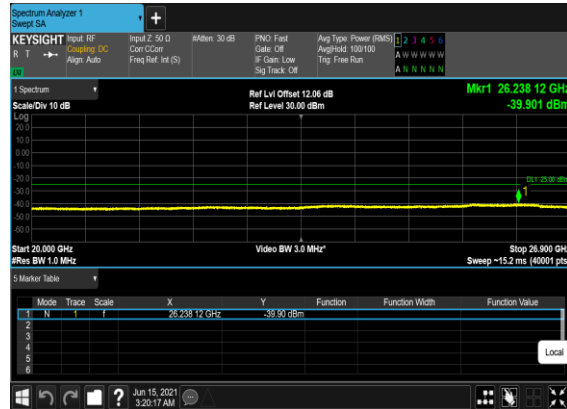 Spectrum Analyzer 1
Swept SA
+
KEYSIGHT Input: RF Input Z: 50 Ω #Atten: 30 dB PNO: Fast Avg Type: Power (RMS) 1 2 3 4 5 6
R T Coupling: DC Corr CCorr Gate: Off Avg|Hold: 100/100 A W W W W W
Align: Auto Freq Ref: Int (S) IF Gain: Low Trig: Free Run A N N N N N
Sig Track: Off
1 Spectrum Ref Lvl Offset 12.06 dB Mkr1 26.238 12 GHz
Scale/Div 10 dB Ref Level 30.00 dBm -39.901 dBm
Log
20.0
10.0
0.00
-10.0
-20.0
DL1 -25.00 dBm
-30.0
1
-40.0
-50.0
-60.0
Start 20.000 GHz Video BW 3.0 MHz* Stop 26.900 GHz
#Res BW 1.0 MHz Sweep ~15.2 ms (40001 pts)
5 Marker Table
Mode Trace Scale X Y Function Function Width Function Value
1 N 1 f 26.238 12 GHz -39.90 dBm
2
3
4
5
6
Local
? Jun 15, 2021
3:20:17 AM